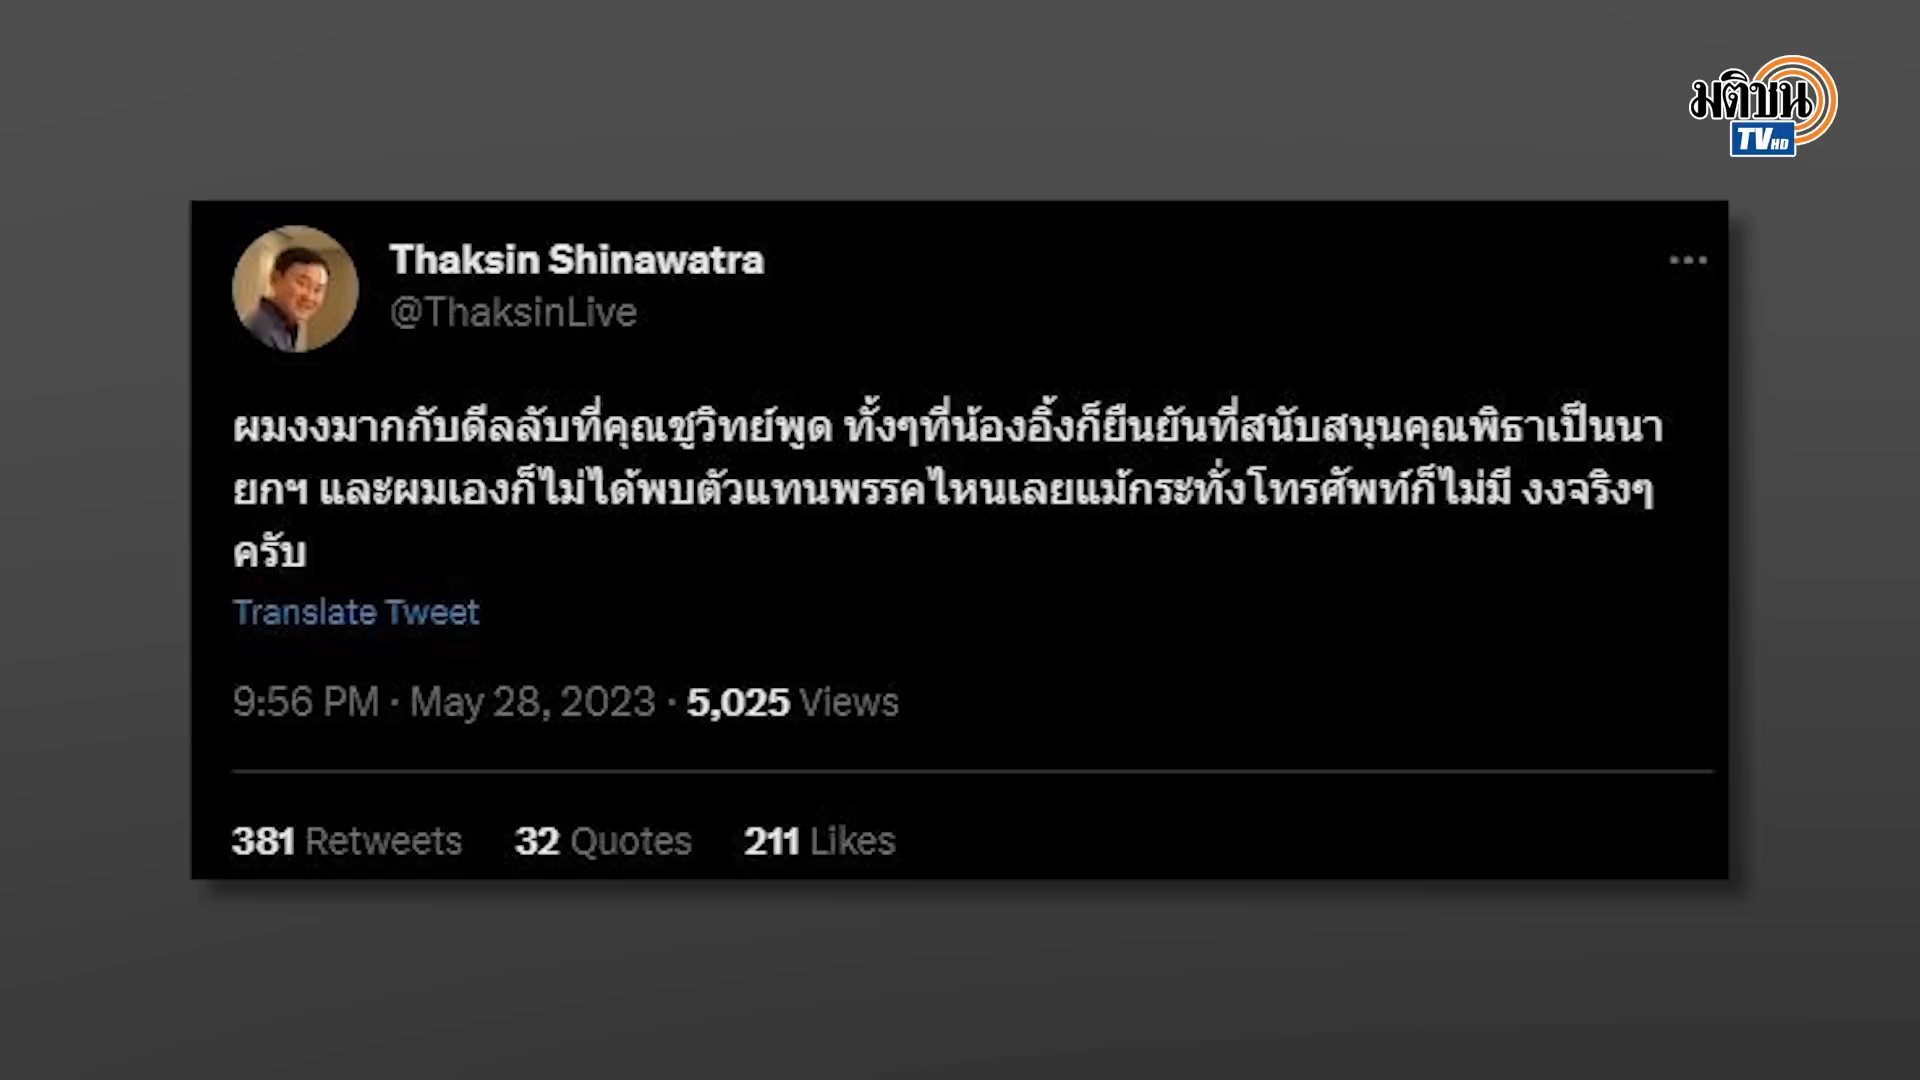 มติชน
TV HD
Thaksin Shinawatra
@ThaksinLive
ผมงงมากกับดีลลับที่คุณชูวิทย์พูด ทั้งๆที่น้องอิ้งก็ยืนยันที่สนับสนุนคุณพิธาเป็นนา
ยกฯ และผมเองก็ไม่ได้พบตัวแทนพรรคไหนเลยแม้กระทั่งโทรศัพท์ก็ไม่มี งงจริงๆ
ครับ
Translate Tweet
9:56 PM · May 28, 2023 · 5,025 Views
381 Retweets 32 Quotes 211 Likes